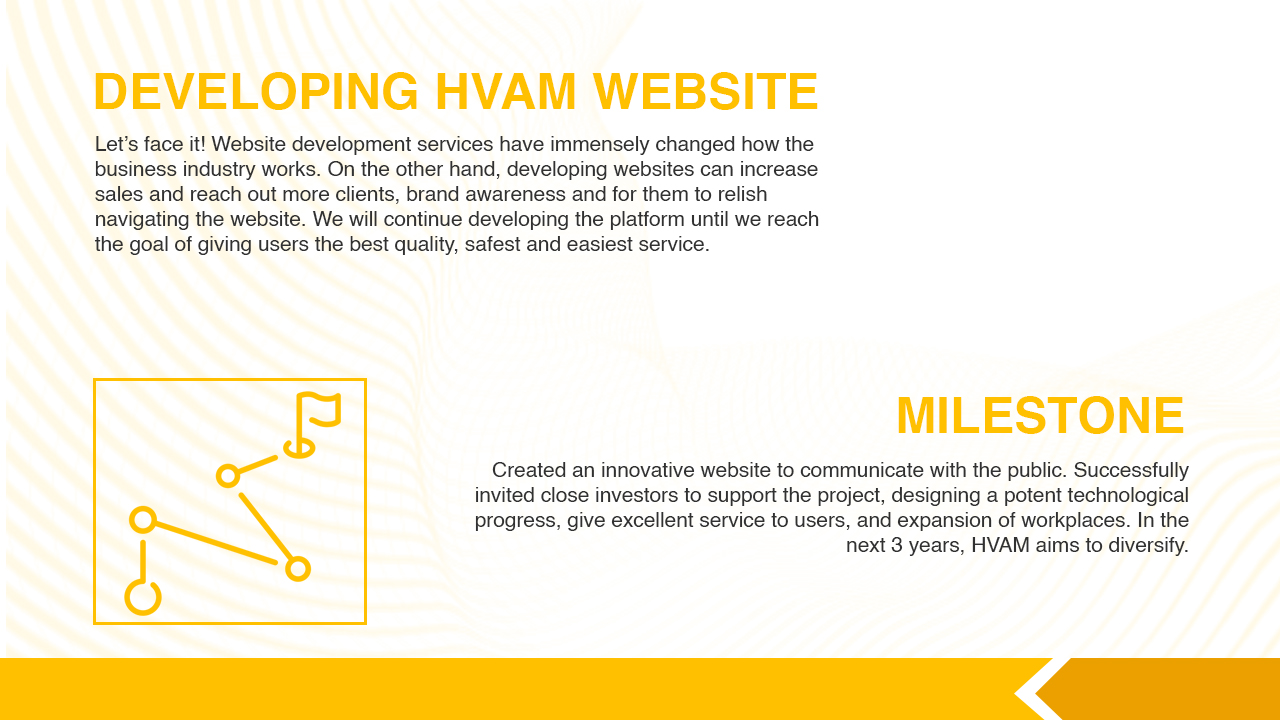 DEVELOPING HVAM WEBSITE
Let’s face it! Website development services have immensely changed how the
business industry works. On the other hand, developing websites can increase
sales and reach out more clients, brand awareness and for them to relish
navigating the website. We will continue developing the platform until we reach
the goal of giving users the best quality, safest and easiest service.
MILESTONE
Created an innovative website to communicate with the public. Successfully
invited close investors to support the project, designing a potent technological
progress, give excellent service to users, and expansion of workplaces. In the
next 3 years, HVAM aims to diversify.